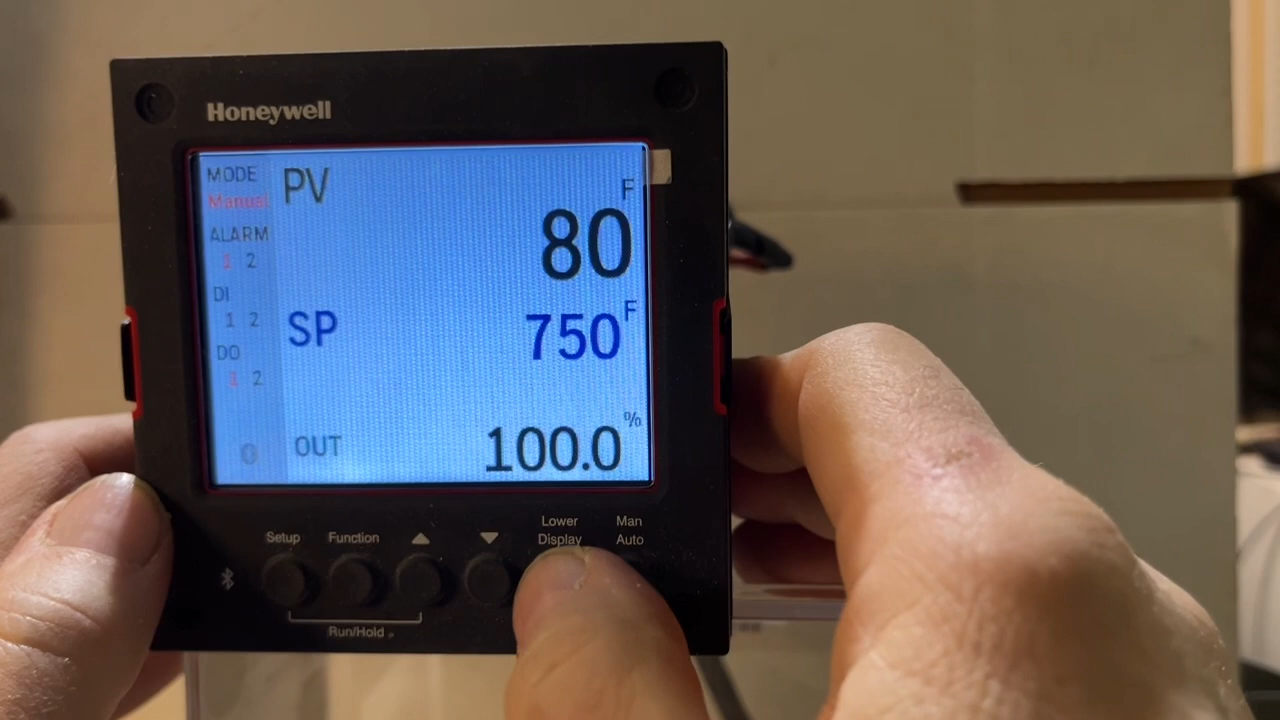 Honeywell
MODE
Manual
PV
F
80
ALARM
1 2
DI
1 2
SP
750
F
DO
1 2
0
OUT
100.0
%
Setup
Function
Lower
Display
Man
Auto
Run/Hold